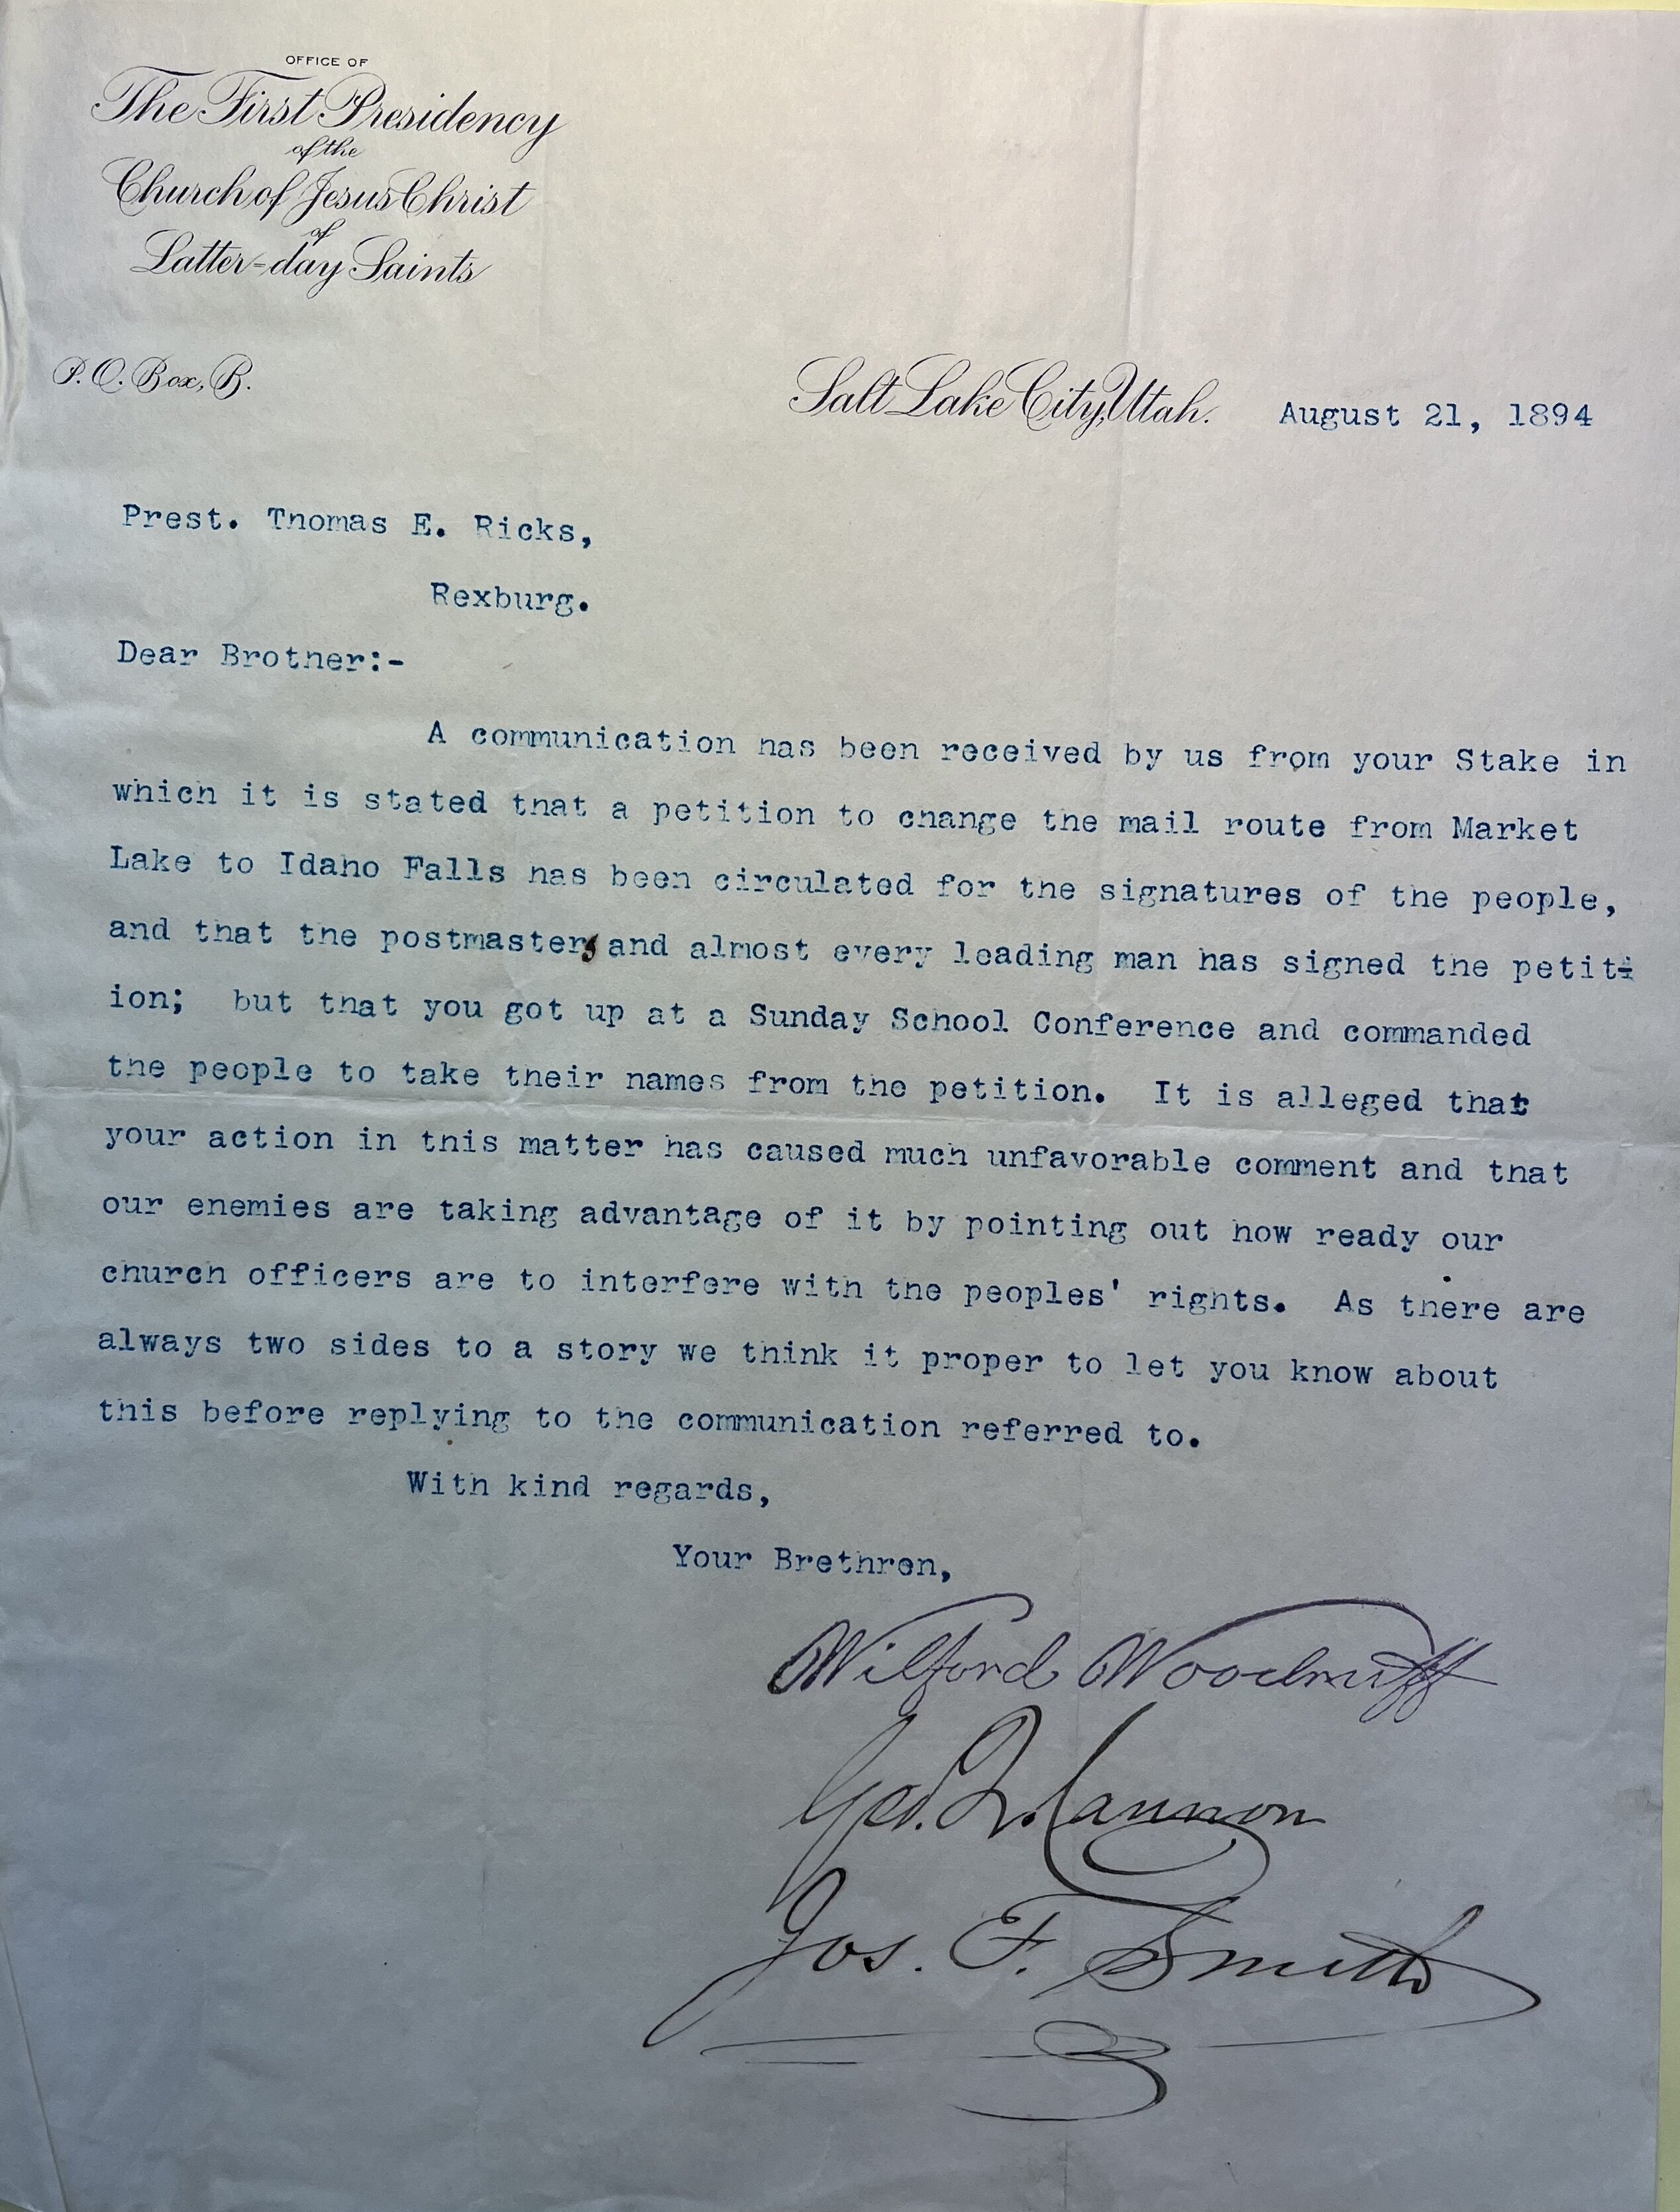 OFFICE OF
The First Presidency
of the
Church of Jesus Christ
of
Latter=day Saints
P.O. Box, B.
Salt Lake City, Utah. August 21, 1894
Prest. Thomas E. Ricks,
Rexburg.
Dear Brother:-
A communication has been received by us from your Stake in
which it is stated that a petition to change the mail route from Market
Lake to Idaho Falls has been circulated for the signatures of the people,
and that the postmasters and almost every leading man has signed the petit-
ion; but that you got up at a Sunday School Conference and commanded
the people to take their names from the petition. It is alleged that
your action in this matter has caused much unfavorable comment and that
our enemies are taking advantage of it by pointing out how ready our
church officers are to interfere with the peoples' rights. As there are
always two sides to a story we think it proper to let you know about
this before replying to the communication referred to.
With kind regards,
Your Brethren,
Wilford Woodruff
Geo. Q. Cannon
Jos. F. Smith